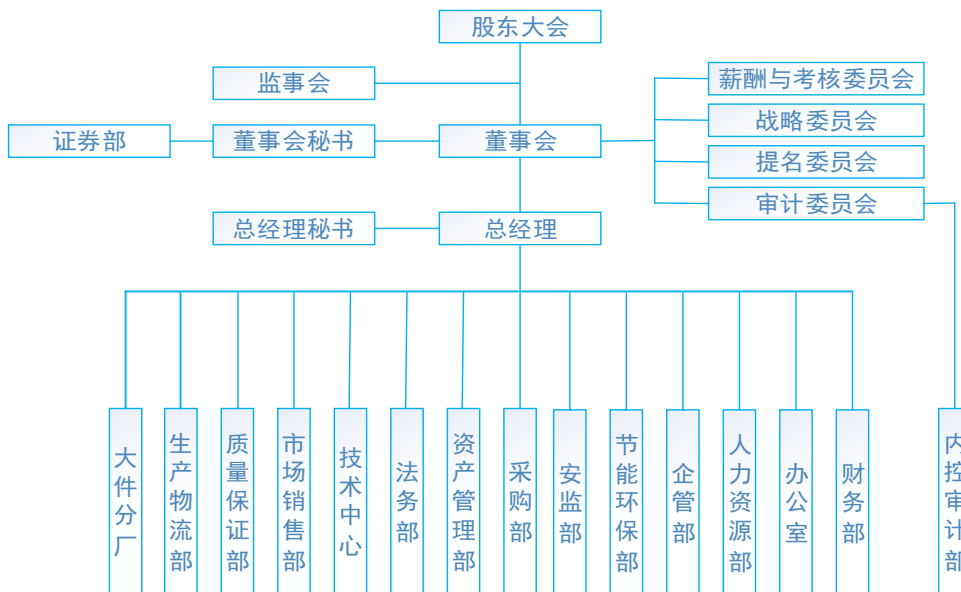 股东大会
监事会
薪酬与考核委员会
战略委员会
证券部
董事会秘书
董事会
提名委员会
审计委员会
总经理秘书
总经理
大件分厂
生产物流部
质量保证部
市场销售部
技术中心
法务部
资产管理部
采购部
安监部
节能环保部
企管部
人力资源部
办公室
财务部
内控审计部